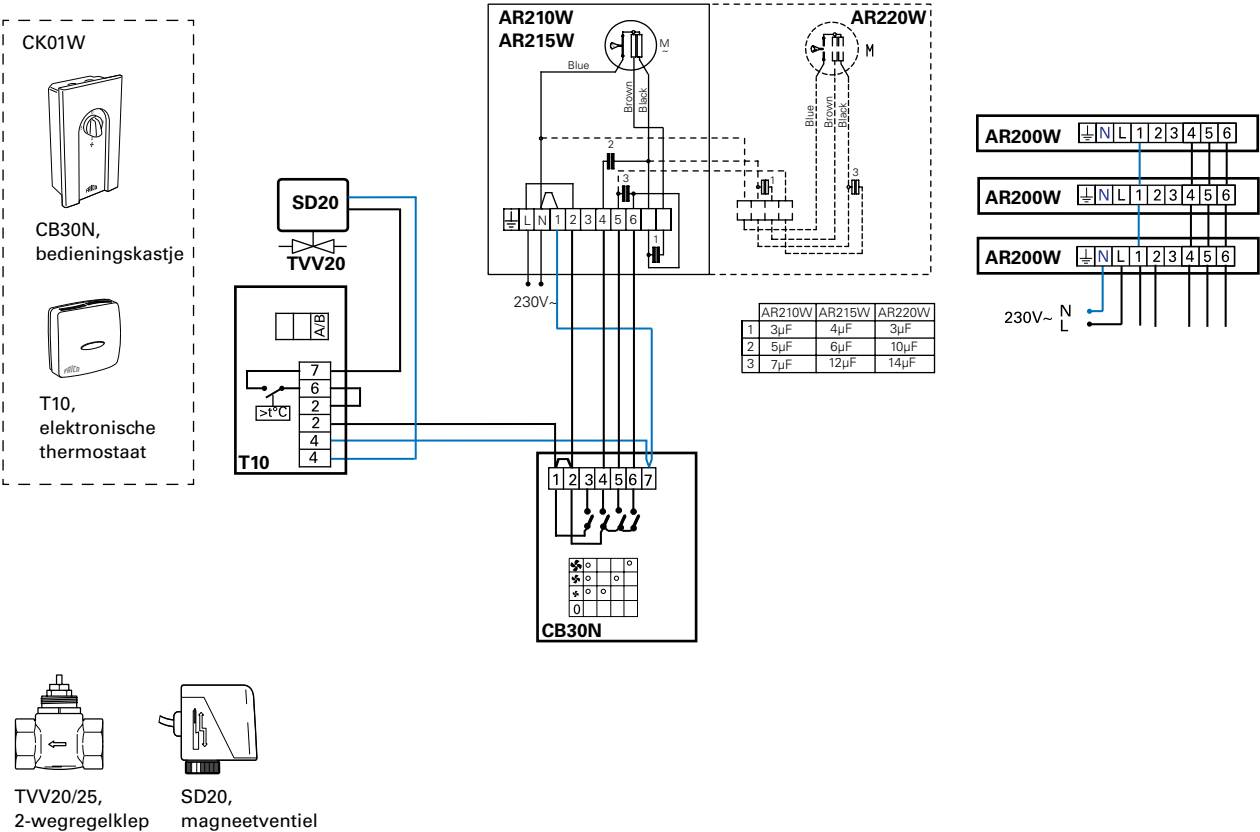 CK01W
FRICO
CB30N,
bedieningskastje
FRICO
T10,
elektronische
thermostaat
SD20
TVV20
A/B
7
6
2
2
4
4
>t°C
T10
AR210W
AR215W
M
~
Blue
Brown
Black
2
3
L N 1 2 3 4 5 6
1
230V~
AR220W
M
Blue
Brown
Black
1
3
AR210W AR215W AR220W
1 3µF 4µF 3µF
2 5µF 6µF 10µF
3 7µF 12µF 14µF
1 2 3 4 5 6 7
0
CB30N
AR200W N L 1 2 3 4 5 6
AR200W N L 1 2 3 4 5 6
AR200W N L 1 2 3 4 5 6
230V~ N
L
TVV20/25,
2-wegregelklep
SD20,
magneetventiel